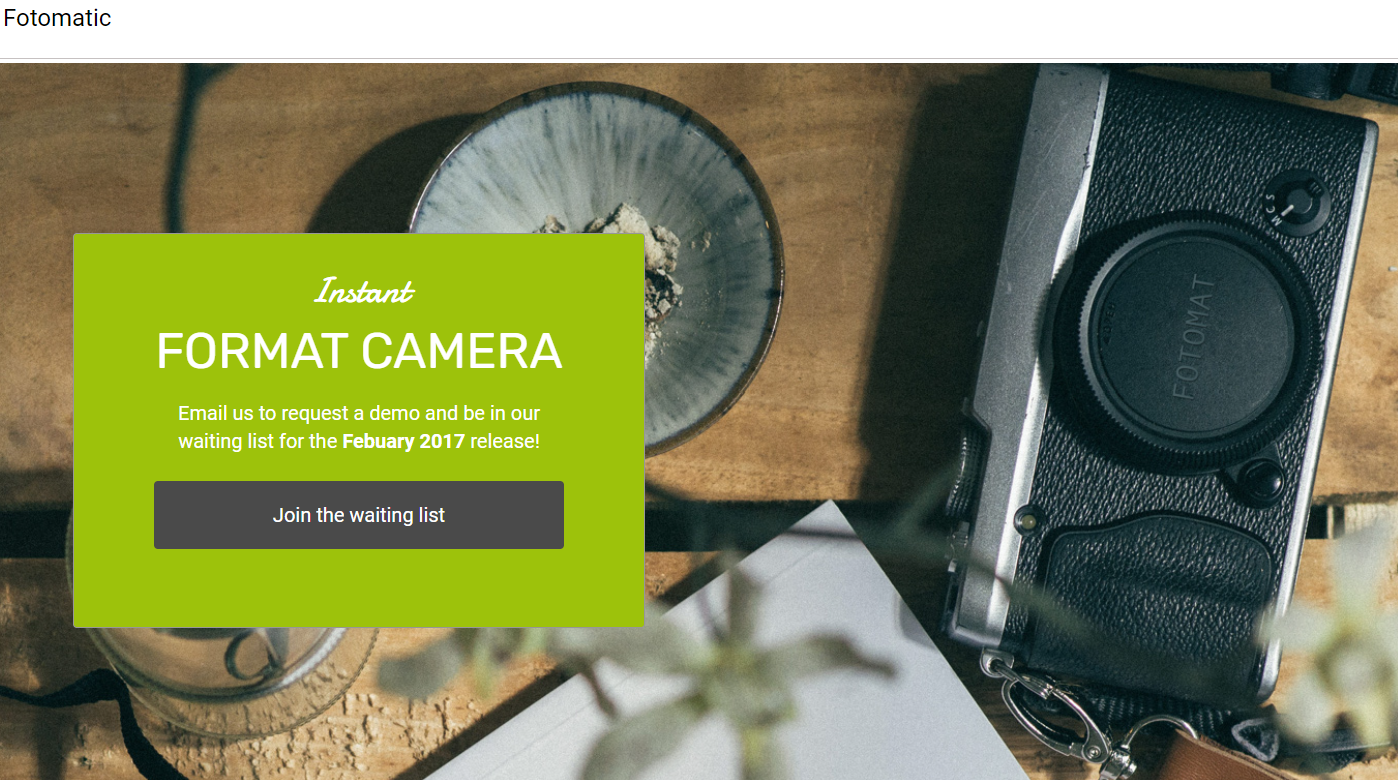 Fotomatic
Instant
FORMAT CAMERA
Email us to request a demo and be in our
waiting list for the Febuary 2017 release!
Join the waiting list
FOTOMAT
S
C
M